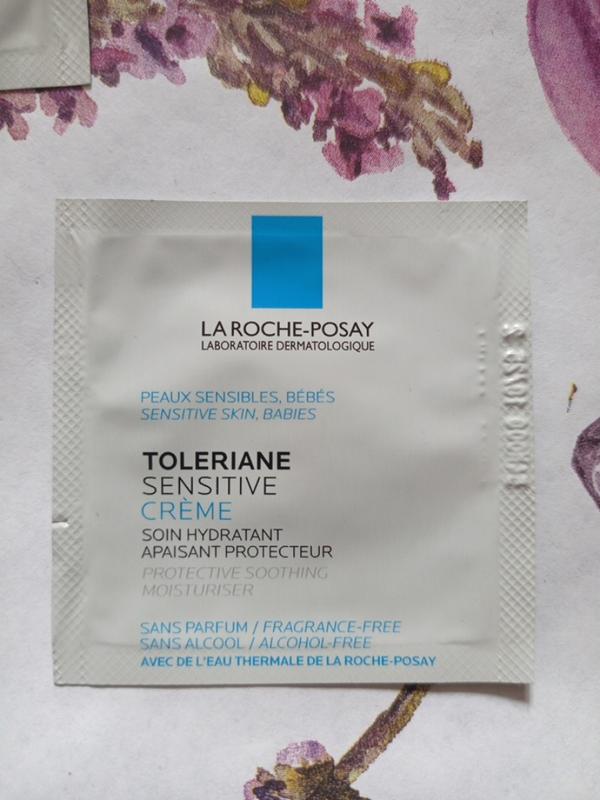 LA ROCHE-POSAY
LABORATOIRE DERMATOLOGIQUE
PEAUX SENSIBLES, BÉBÉS
SENSITIVE SKIN, BABIES
TOLERIANE
SENSITIVE
CRÈME
SOIN HYDRATANT
APAISANT PROTECTEUR
PROTECTIVE SOOTHING
MOISTURISER
SANS PARFUM / FRAGRANCE-FREE
SANS ALCOOL / ALCOHOL-FREE
AVEC DE L'EAU THERMALE DE LA ROCHE-POSAY